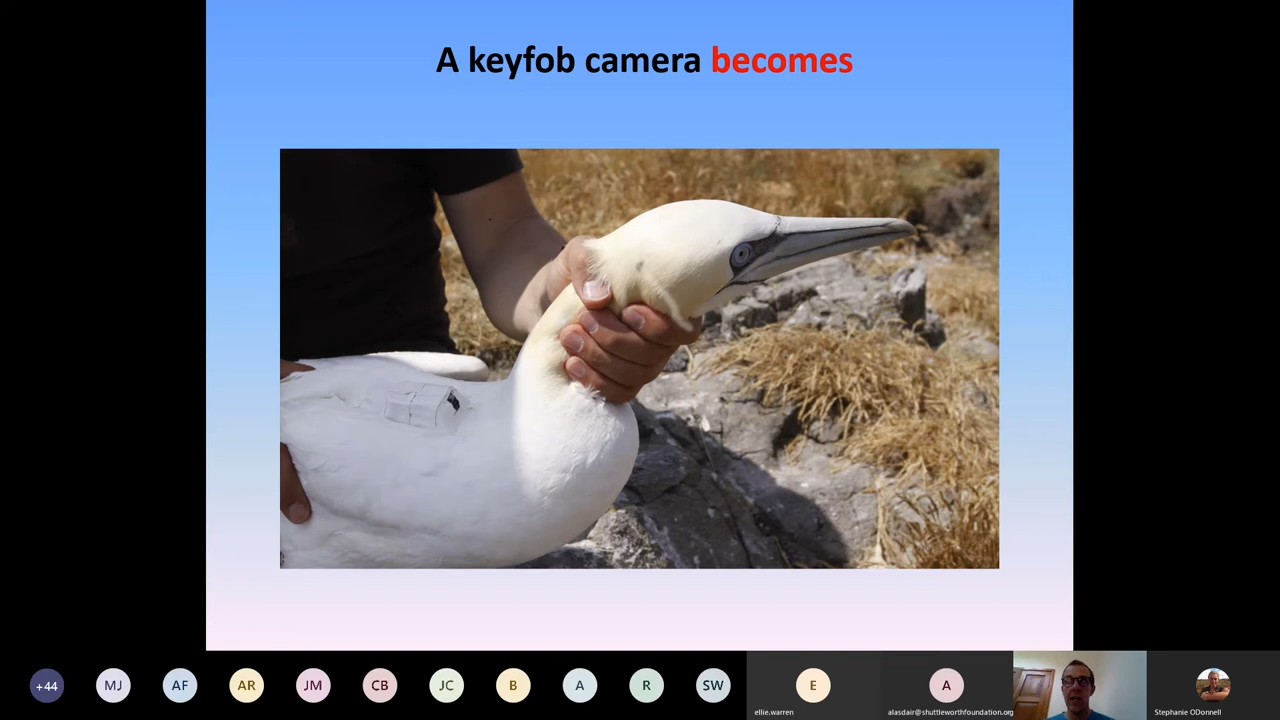 A keyfob camera becomes
+44
MJ
AF
AR
JM
CB
JC
B
A
R
SW
E
ellie.warren
A
alasdair@shuttleworthfoundation.org
Stephanie ODonnell